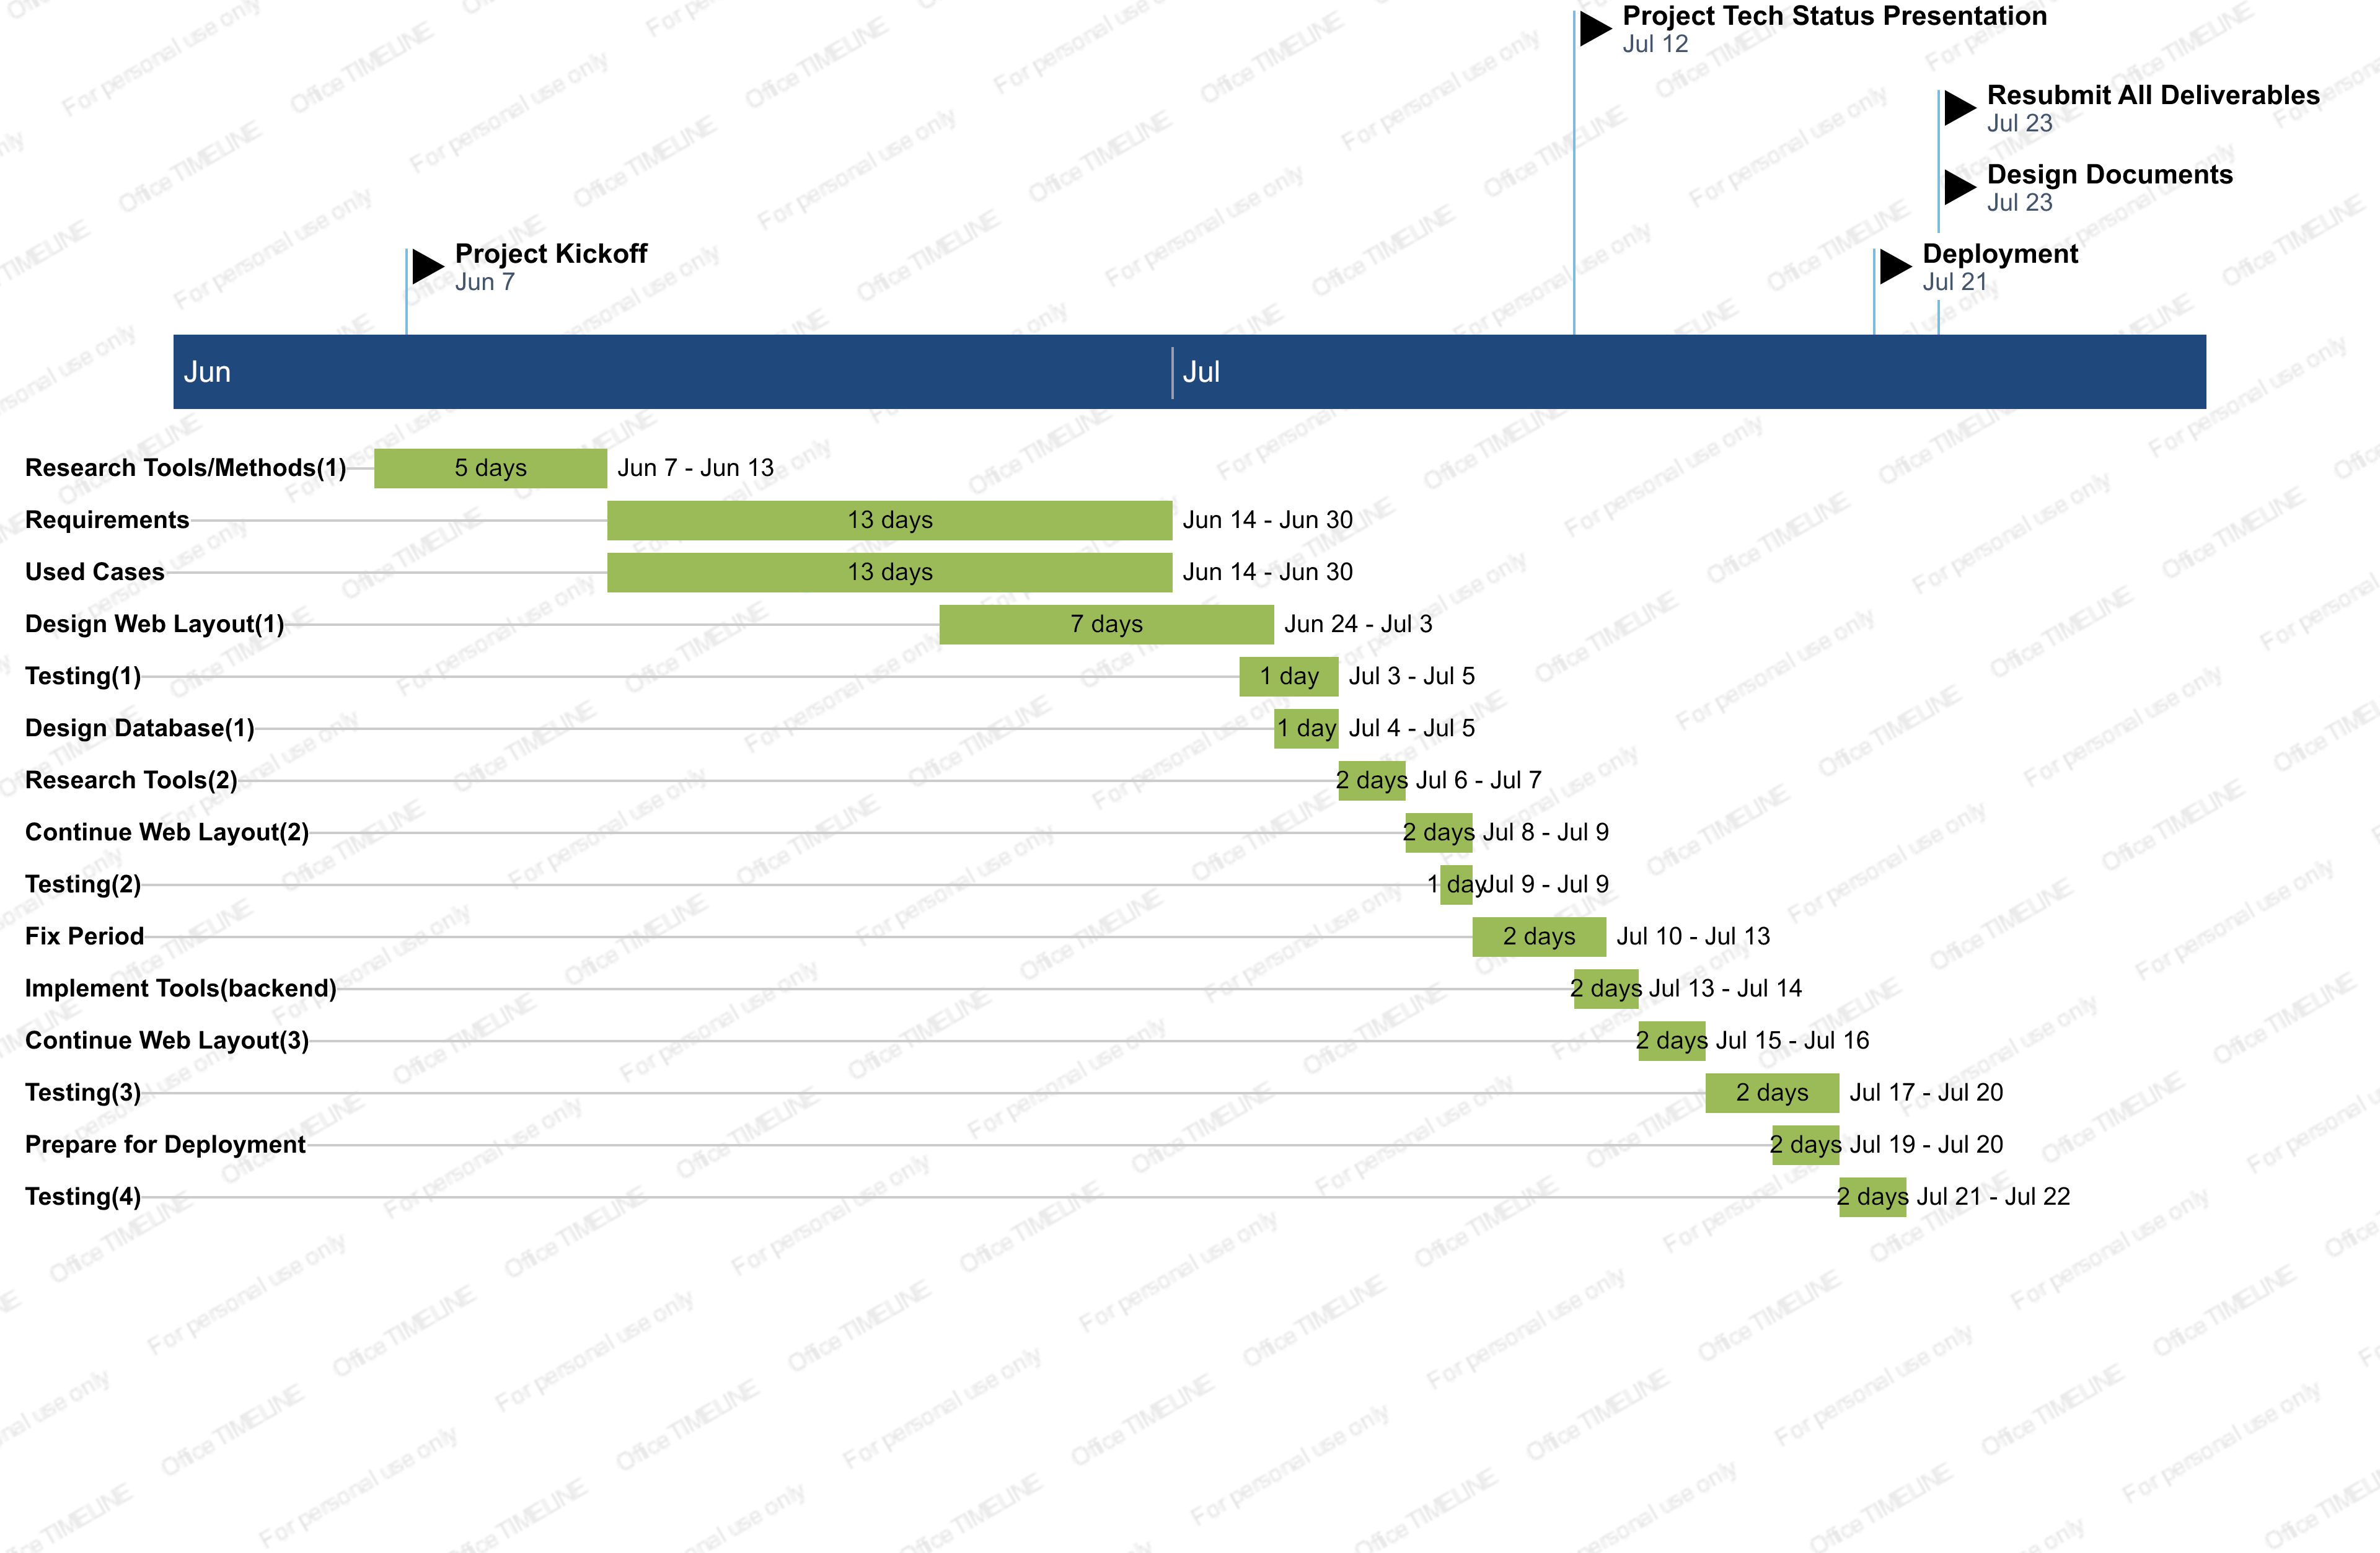 Project Tech Status Presentation
Jul 12
Resubmit All Deliverables
Jul 23
Design Documents
Jul 23
Project Kickoff
Jun 7
Deployment
Jul 21
Jun Jul
Research Tools/Methods(1) 5 days Jun 7 - Jun 13
Requirements 13 days Jun 14 - Jun 30
Used Cases 13 days Jun 14 - Jun 30
Design Web Layout(1) 7 days Jun 24 - Jul 3
Testing(1) 1 day Jul 3 - Jul 5
Design Database(1) 1 day Jul 4 - Jul 5
Research Tools(2) 2 days Jul 6 - Jul 7
Continue Web Layout(2) 2 days Jul 8 - Jul 9
Testing(2) 1 day Jul 9 - Jul 9
Fix Period 2 days Jul 10 - Jul 13
Implement Tools(backend) 2 days Jul 13 - Jul 14
Continue Web Layout(3) 2 days Jul 15 - Jul 16
Testing(3) 2 days Jul 17 - Jul 20
Prepare for Deployment 2 days Jul 19 - Jul 20
Testing(4) 2 days Jul 21 - Jul 22
Office TIMELINE For personal use only